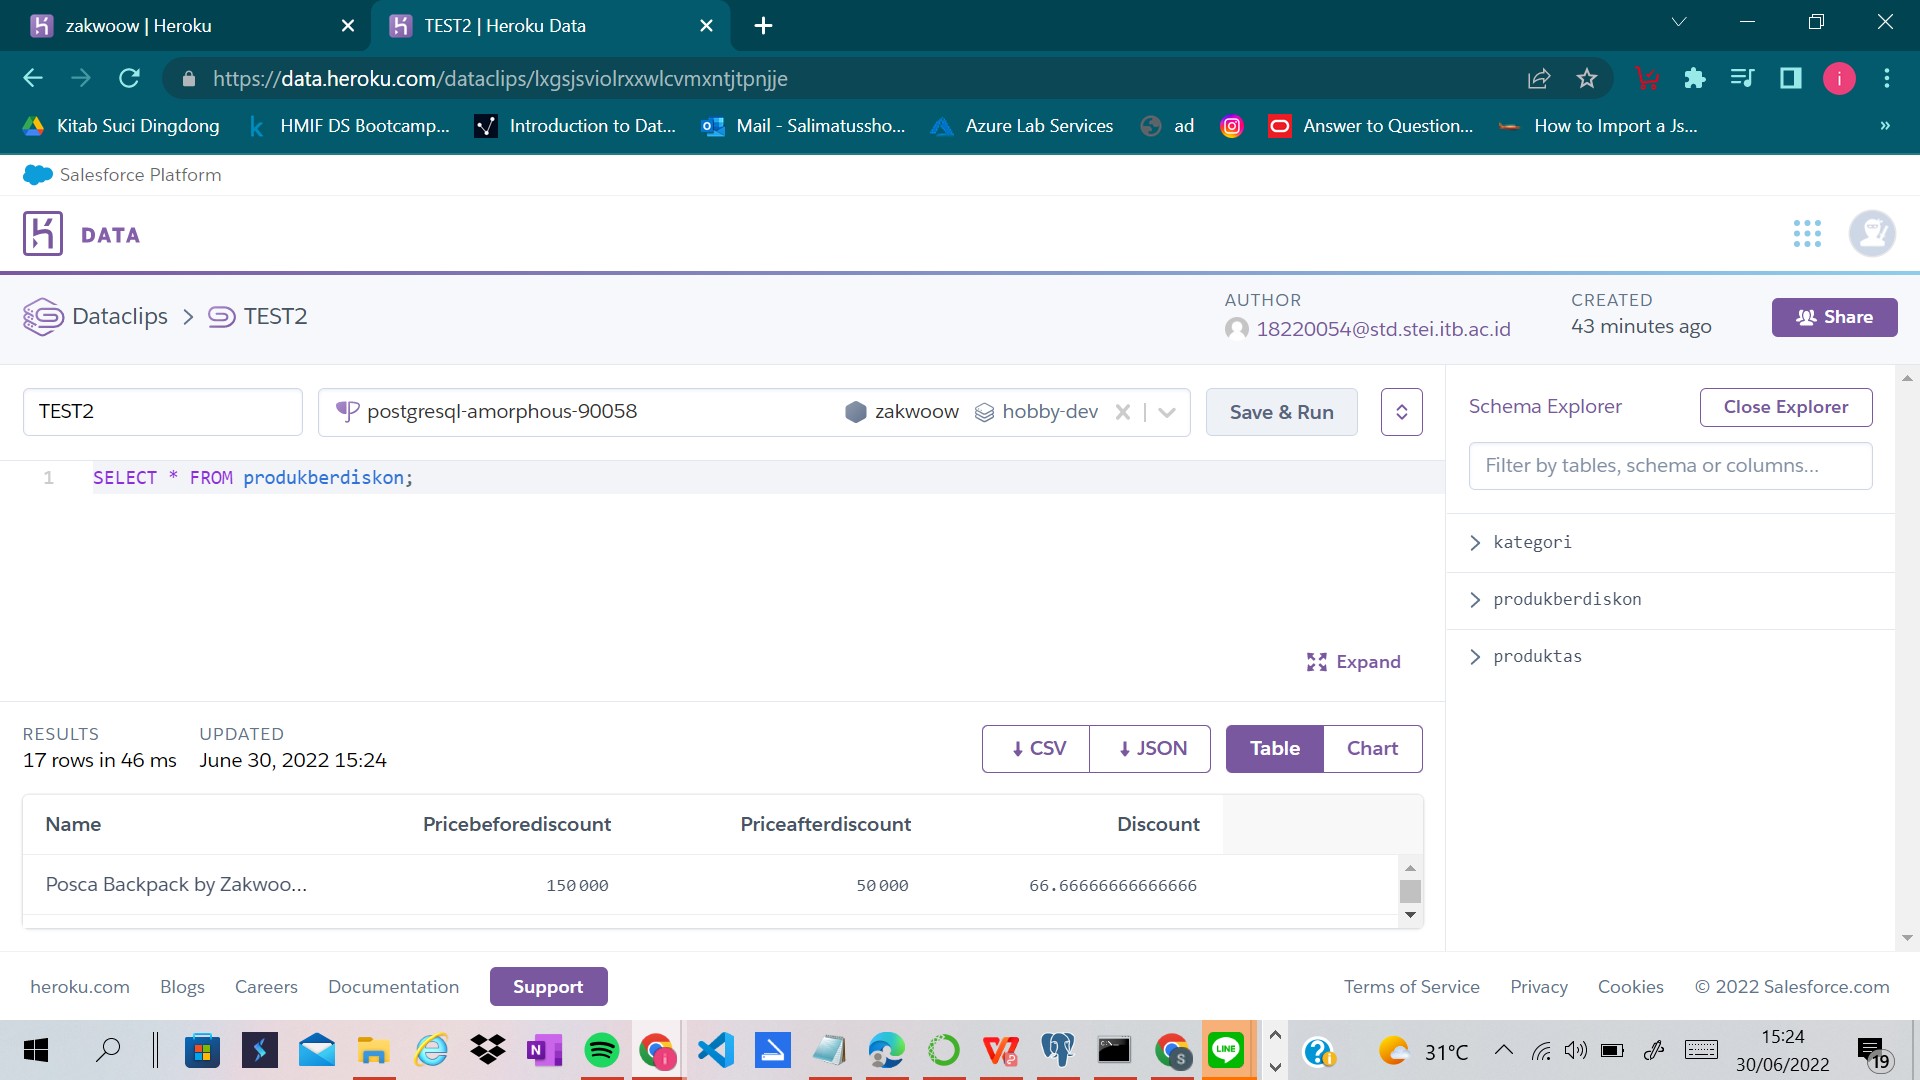 zakwoow | Heroku
TEST2 | Heroku Data
https://data.heroku.com/dataclips/lxgsjsviolrxxwlcvmxntjtpnjje
i
Kitab Suci Dingdong
HMIF DS Bootcamp...
Introduction to Dat...
Mail - Salimatussho...
Azure Lab Services
ad
Answer to Question...
How to Import a Js...
»
Salesforce Platform
DATA
Dataclips > TEST2
AUTHOR
18220054@std.stei.itb.ac.id
CREATED
43 minutes ago
Share
TEST2
postgresql-amorphous-90058
zakwoow
hobby-dev
Save & Run
1 SELECT * FROM produkberdiskon;
Expand
Schema Explorer
Close Explorer
Filter by tables, schema or columns...
kategori
produkberdiskon
produktas
RESULTS
17 rows in 46 ms
UPDATED
June 30, 2022 15:24
CSV
JSON
Table
Chart
Name Pricebeforediscount Priceafterdiscount Discount
Posca Backpack by Zakwoo... 150000 50000 66.66666666666666
heroku.com Blogs Careers Documentation Support Terms of Service Privacy Cookies © 2022 Salesforce.com
LINE
31°C
15:24
30/06/2022
19